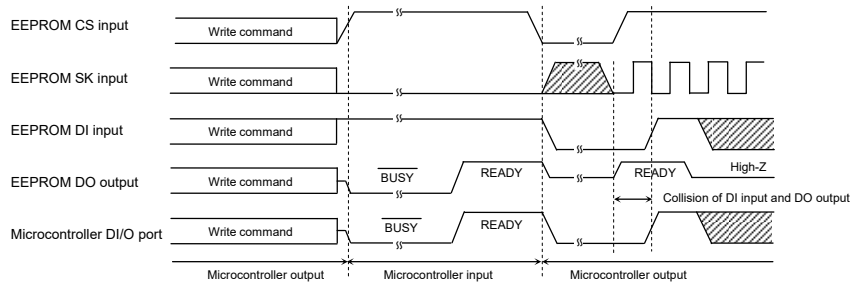 EEPROM CS input
Write command
EEPROM SK input
Write command
EEPROM DI input
Write command
EEPROM DO output
Write command
BUSY
READY
READY
High-Z
Collision of DI input and DO output
Microcontroller DI/O port
Write command
BUSY
READY
Microcontroller output
Microcontroller input
Microcontroller output